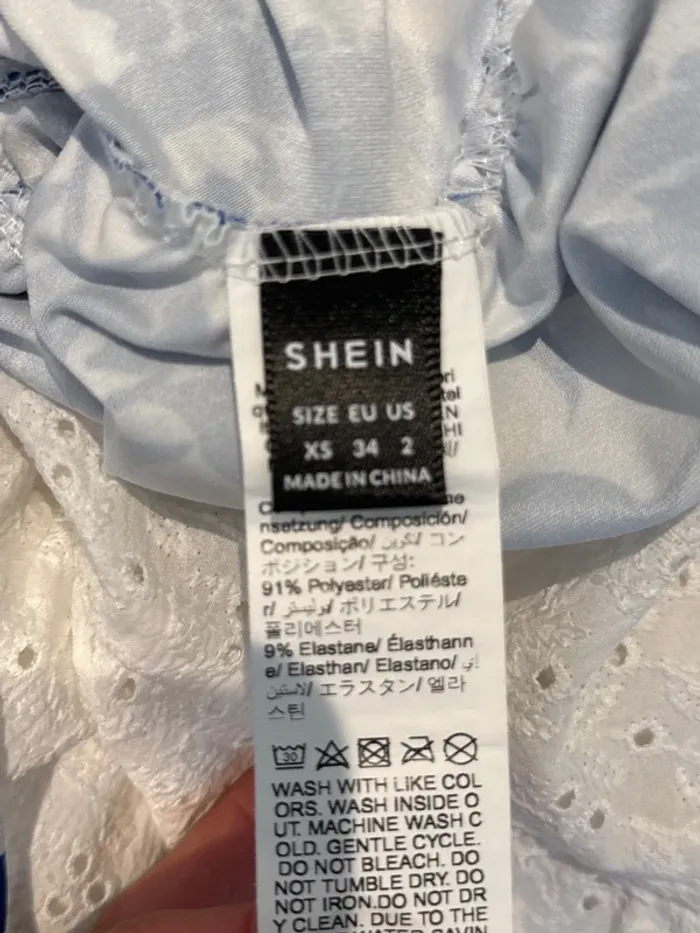 SHEIN
SIZE EU US
XS 34 2
MADE IN CHINA
nsetzung/ Composición/
Composição/ تكوين/ コン
ポジション/ 구성:
91% Polyester/ Poliéste
r/ بوليستر/ ポリエステル/
폴리에스터
9% Elastane/ Élasthann
e/ Elasthan/ Elastano/ إي
لاستين/ エラスタン/ 엘라
스틴
30
WASH WITH LIKE COL
ORS. WASH INSIDE O
UT. MACHINE WASH C
OLD. GENTLE CYCLE.
DO NOT BLEACH. DO
NOT TUMBLE DRY. DO
NOT IRON.DO NOT DR
Y CLEAN. DUE TO THE